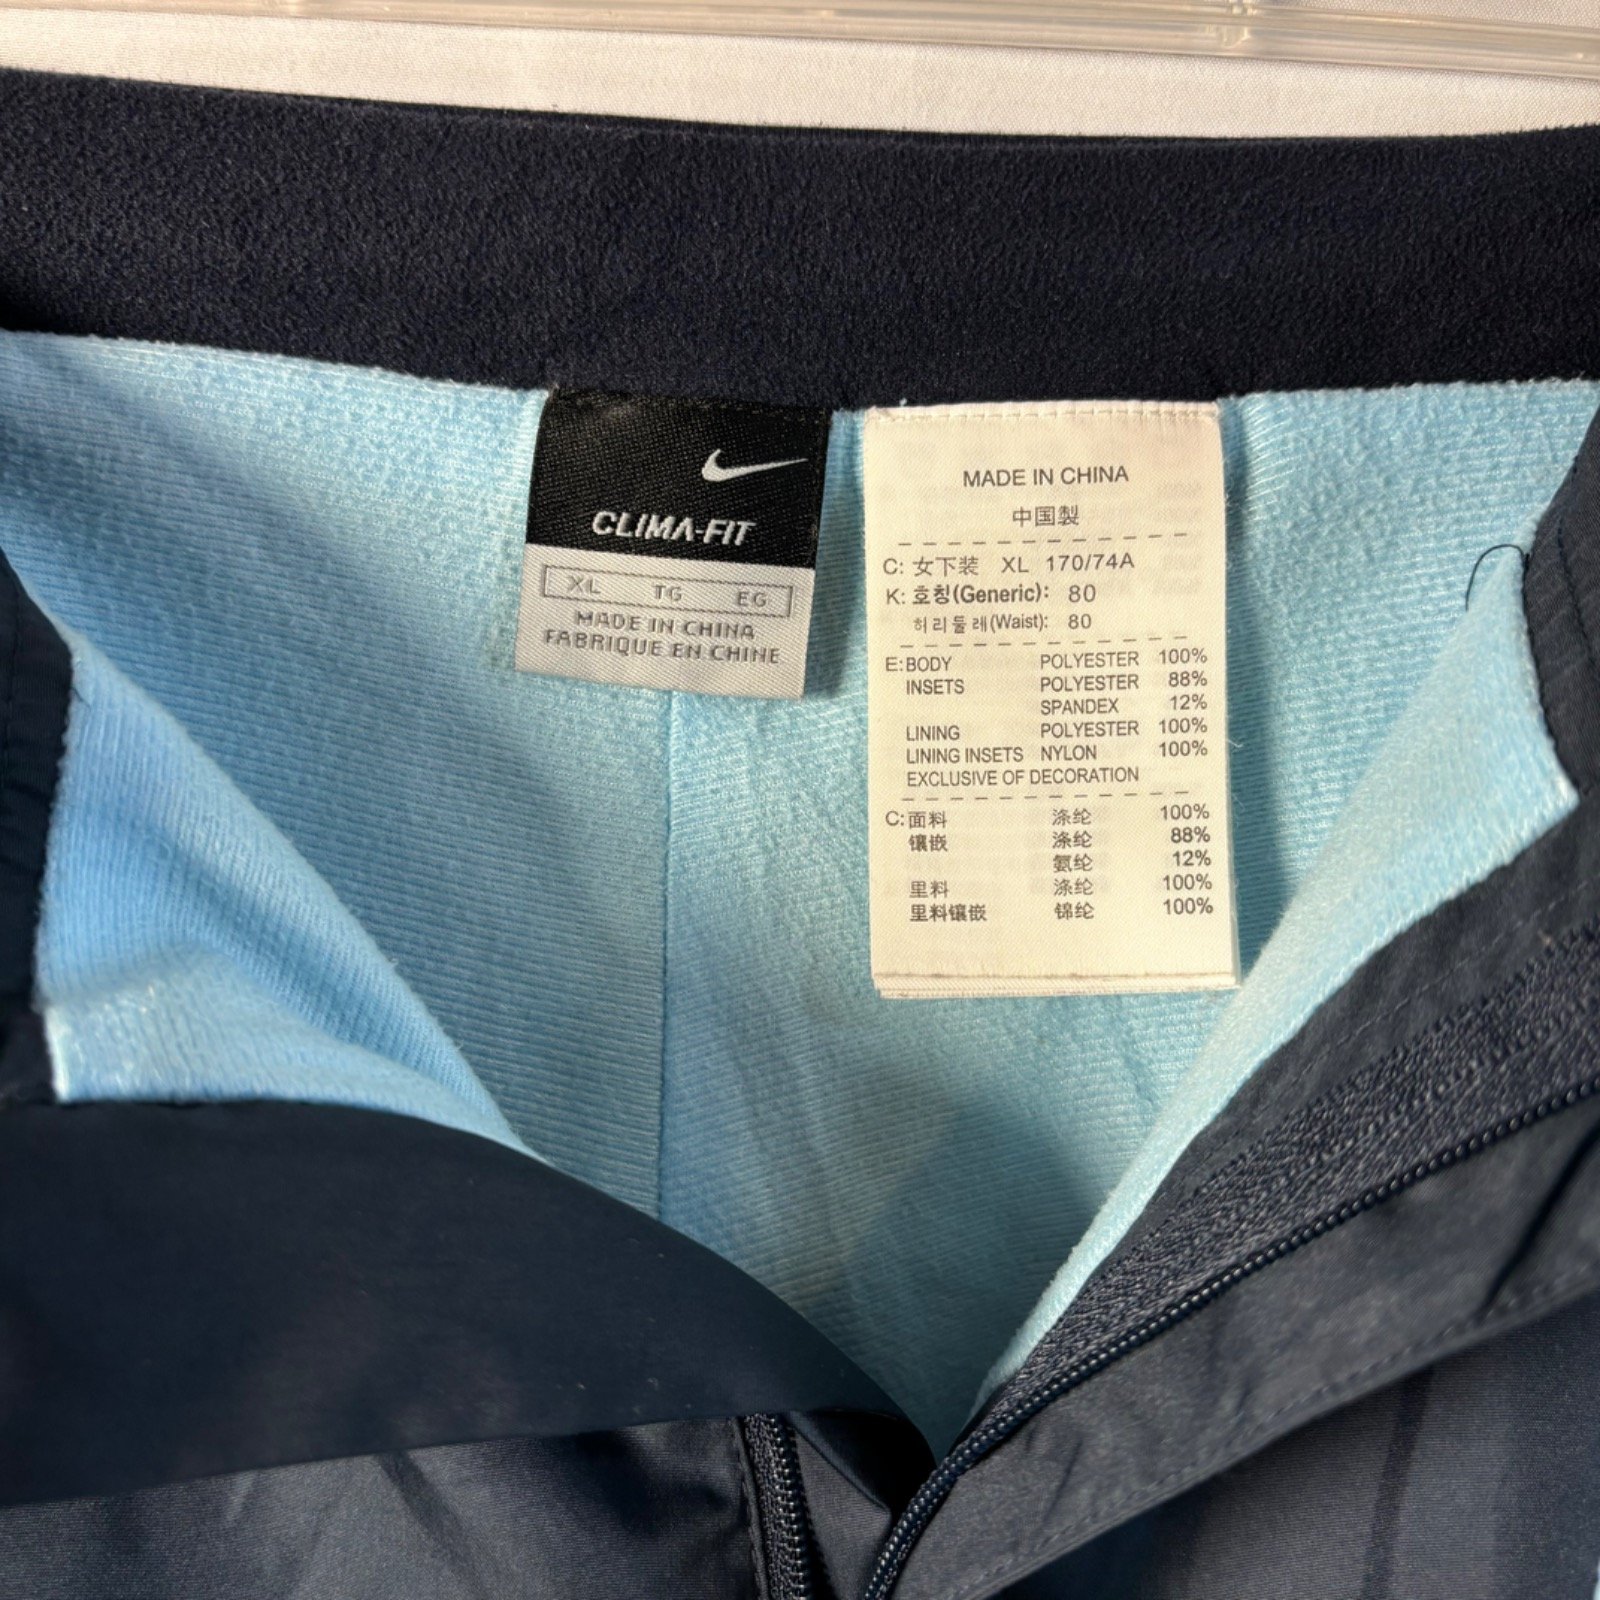 CLIMA-FIT
XL TG EG
MADE IN CHINA
FABRIQUE EN CHINE
MADE IN CHINA
中国製
C: 女下装 XL 170/74A
K: 호칭(Generic): 80
허리둘레(Waist): 80
E: BODY POLYESTER 100%
INSETS POLYESTER 88%
SPANDEX 12%
LINING POLYESTER 100%
LINING INSETS NYLON 100%
EXCLUSIVE OF DECORATION
C: 面料 涤纶 100%
镶嵌 涤纶 88%
氨纶 12%
里料 涤纶 100%
里料镶嵌 锦纶 100%